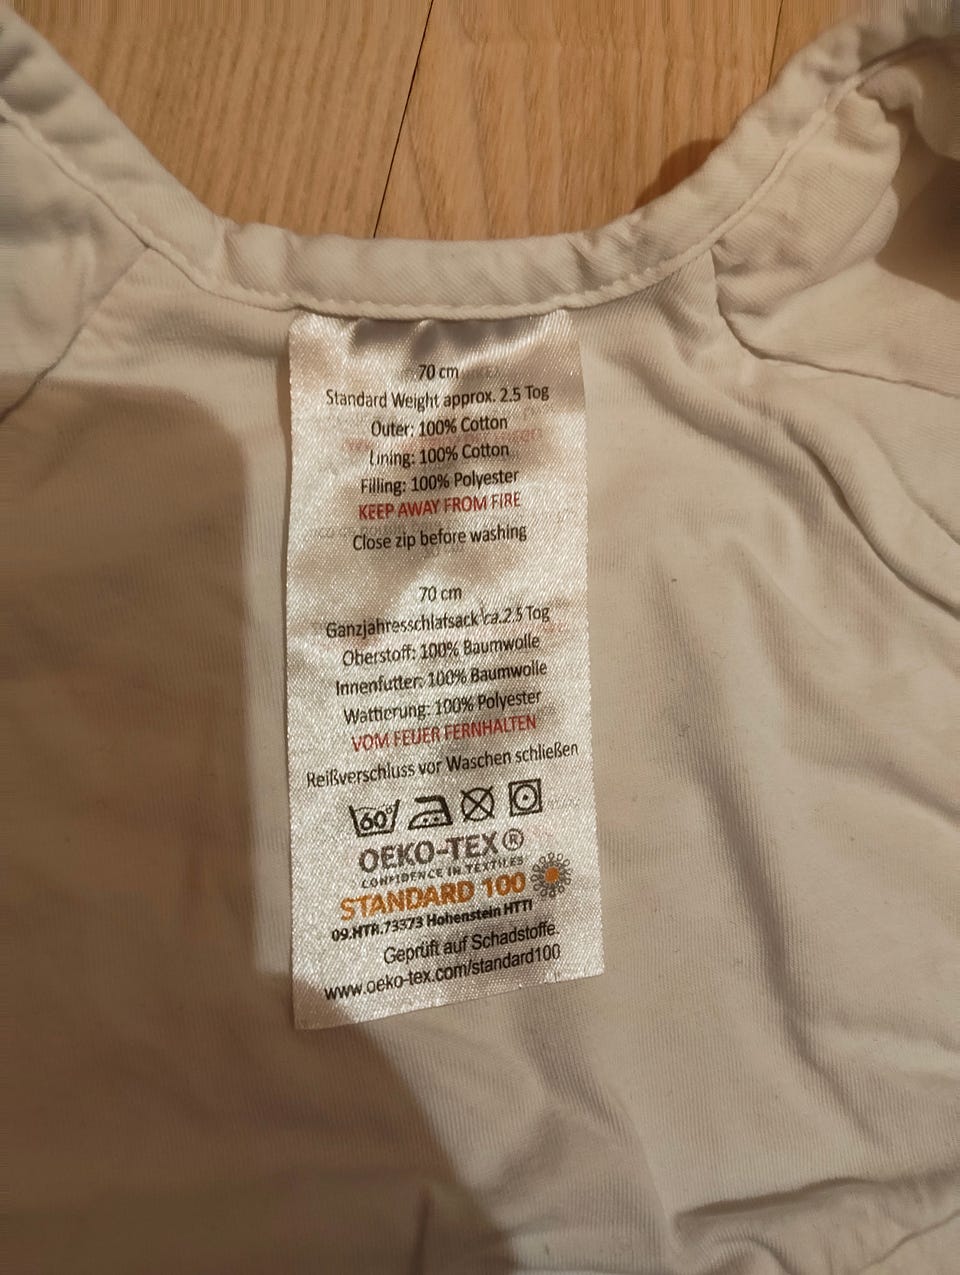 70 cm
Standard Weight approx. 2.5 Tog
Outer: 100% Cotton
Lining: 100% Cotton
Filling: 100% Polyester
KEEP AWAY FROM FIRE
Close zip before washing
70 cm
Ganzjahresschlafsack ca.2.5 Tog
Oberstoff: 100% Baumwolle
Innenfutter: 100% Baumwolle
Wattierung: 100% Polyester
VOM FEUER FERNHALTEN
Reißverschluss vor Waschen schließen
60°
OEKO-TEX®
CONFIDENCE IN TEXTILES
STANDARD 100
09.HTR.73373 Hohenstein HTTI
Geprüft auf Schadstoffe.
www.oeko-tex.com/standard100